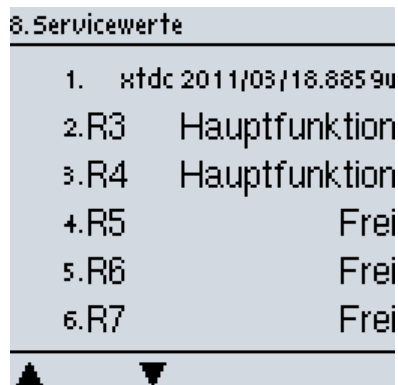 8.Servicewerte
1. xtdc 2011/03/18.8859u
2.R3 Hauptfunktion
3.R4 Hauptfunktion
4.R5 Frei
5.R6 Frei
6.R7 Frei